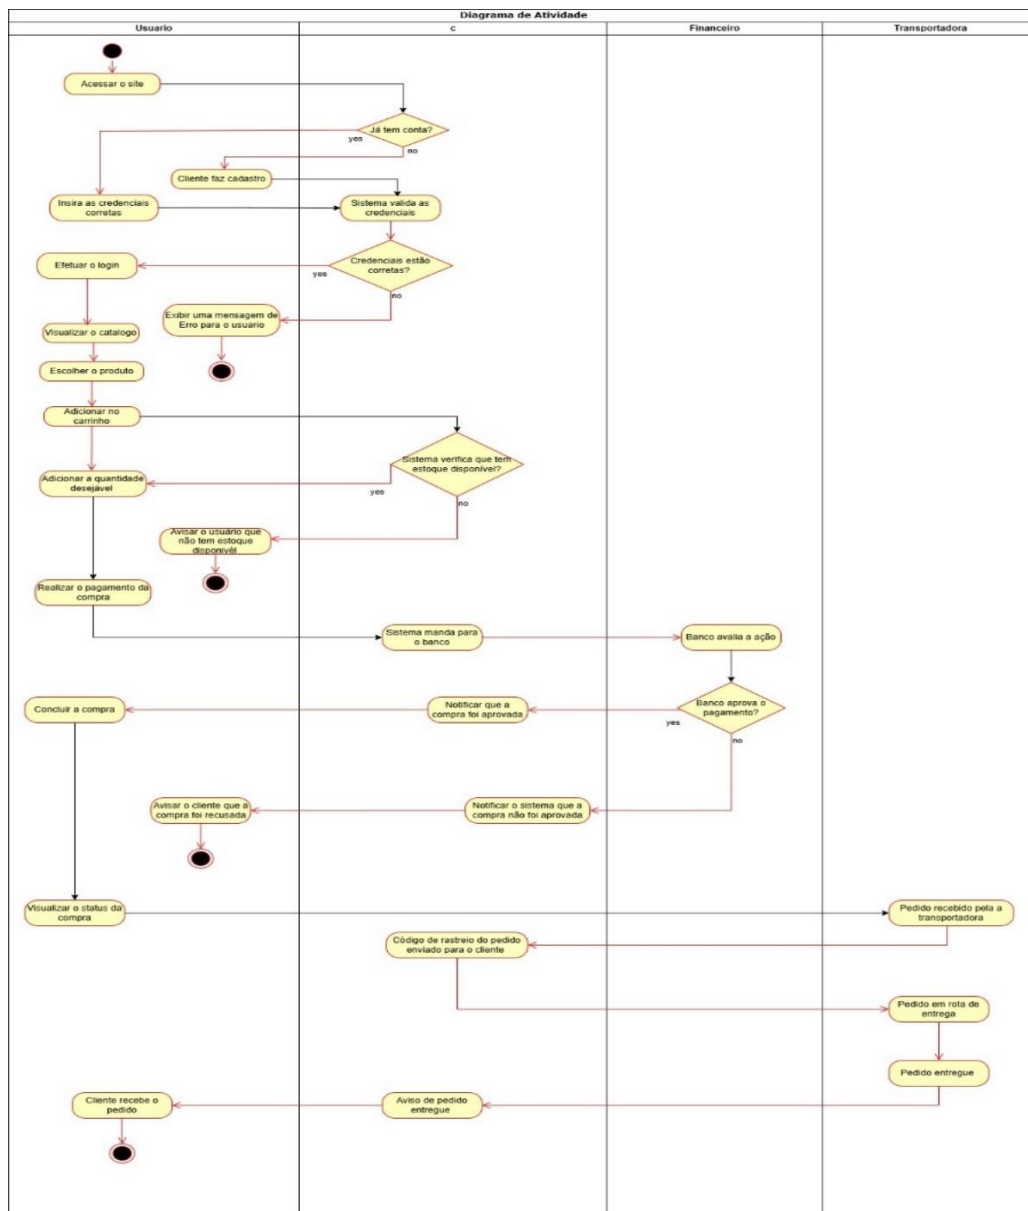 Diagrama de Atividade
Usuario
c
Financeiro
Transportadora
Acessar o site
Já tem conta?
yes
no
Cliente faz cadastro
Insira as credenciais
corretas
Sistema valida as
credenciais
Credenciais estão
corretas?
yes
no
Efetuar o login
Exibir uma mensagem de
Erro para o usuario
Visualizar o catalogo
Escolher o produto
Adicionar no
carrinho
Sistema verifica que tem
estoque disponível?
yes
no
Adicionar a quantidade
desejável
Avisar o usuário que
não tem estoque
disponivél
Realizar o pagamento da
compra
Sistema manda para
o banco
Banco avalia a ação
Banco aprova o
pagamento?
yes
no
Notificar que a
compra foi aprovada
Concluir a compra
Notificar o sistema que a
compra não foi aprovada
Avisar o cliente que a
compra foi recusada
Visualizar o status da
compra
Pedido recebido pela a
transportadora
Código de rastreio do pedido
enviado para o cliente
Pedido em rota de
entrega
Pedido entregue
Aviso de pedido
entregue
Cliente recebe o
pedido